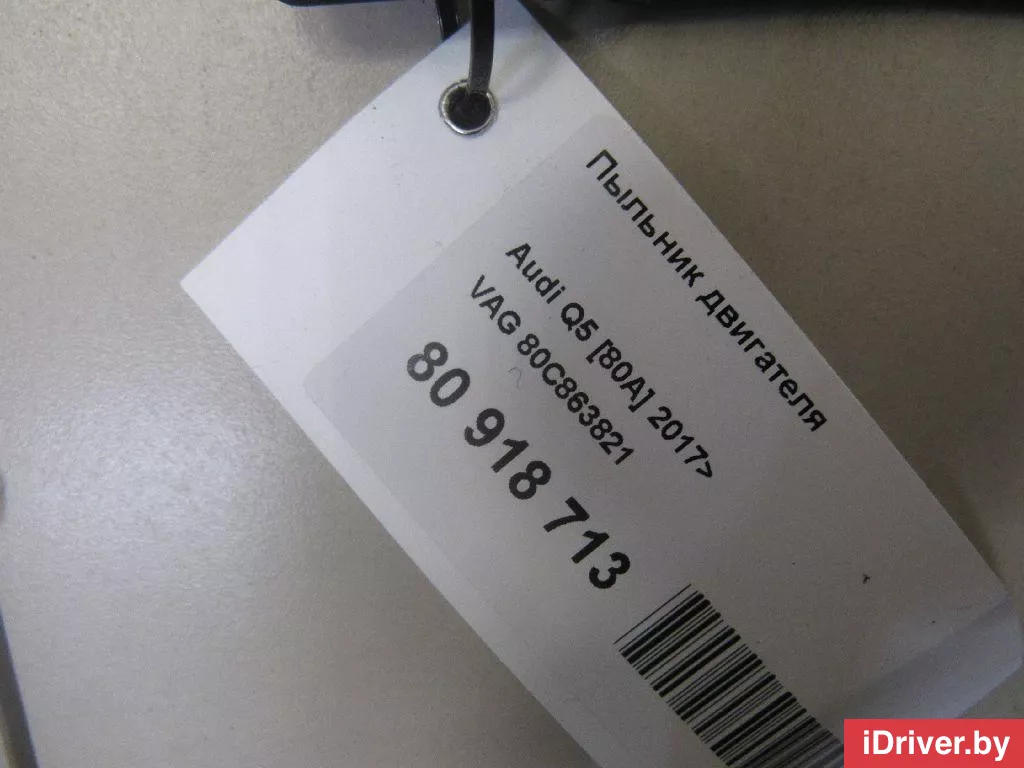 Пыльник двигателя
Audi Q5 [80A] 2017>
VAG 80C863821
80 918 713
iDriver.by